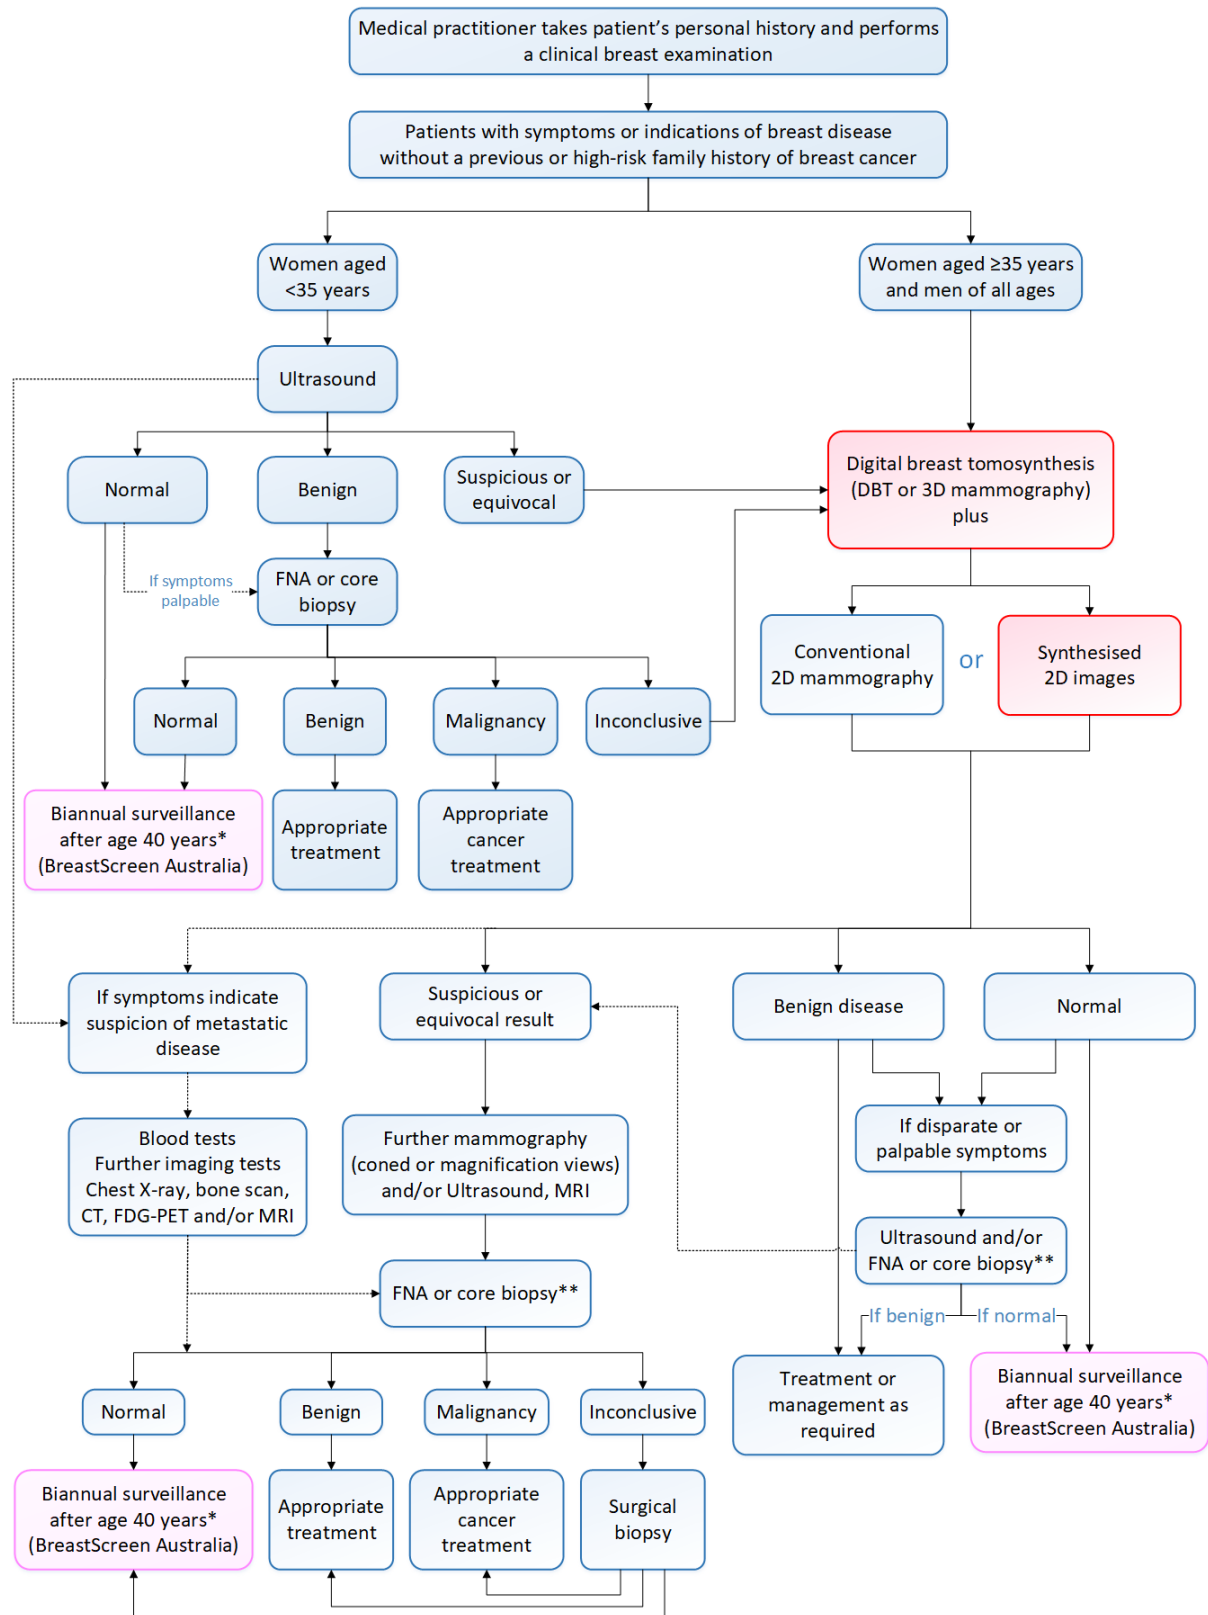 Medical practitioner takes patient’s personal history and performs
a clinical breast examination
Patients with symptoms or indications of breast disease
without a previous or high-risk family history of breast cancer
Women aged
<35 years
Women aged ≥35 years
and men of all ages
Ultrasound
Normal
Benign
Suspicious or
equivocal
Digital breast tomosynthesis
(DBT or 3D mammography)
plus
If symptoms
palpable
FNA or core
biopsy
Conventional
2D mammography
or
Synthesised
2D images
Normal
Benign
Malignancy
Inconclusive
Biannual surveillance
after age 40 years*
(BreastScreen Australia)
Appropriate
treatment
Appropriate
cancer
treatment
If symptoms indicate
suspicion of metastatic
disease
Suspicious or
equivocal result
Benign disease
Normal
Blood tests
Further imaging tests
Chest X-ray, bone scan,
CT, FDG-PET and/or MRI
Further mammography
(coned or magnification views)
and/or Ultrasound, MRI
If disparate or
palpable symptoms
Ultrasound and/or
FNA or core biopsy**
FNA or core biopsy**
If benign
If normal
Treatment or
management as
required
Biannual surveillance
after age 40 years*
(BreastScreen Australia)
Normal
Benign
Malignancy
Inconclusive
Biannual surveillance
after age 40 years*
(BreastScreen Australia)
Appropriate
treatment
Appropriate
cancer
treatment
Surgical
biopsy